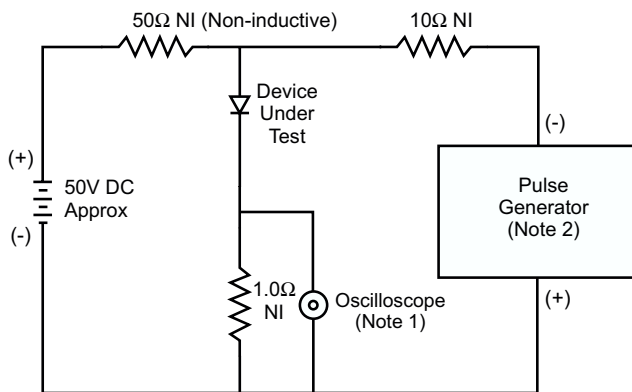 50Ω NI (Non-inductive)
10Ω NI
Device
Under
Test
(-)
(+)
50V DC
Approx
(-)
Pulse
Generator
(Note 2)
1.0Ω
NI
Oscilloscope
(Note 1)
(+)